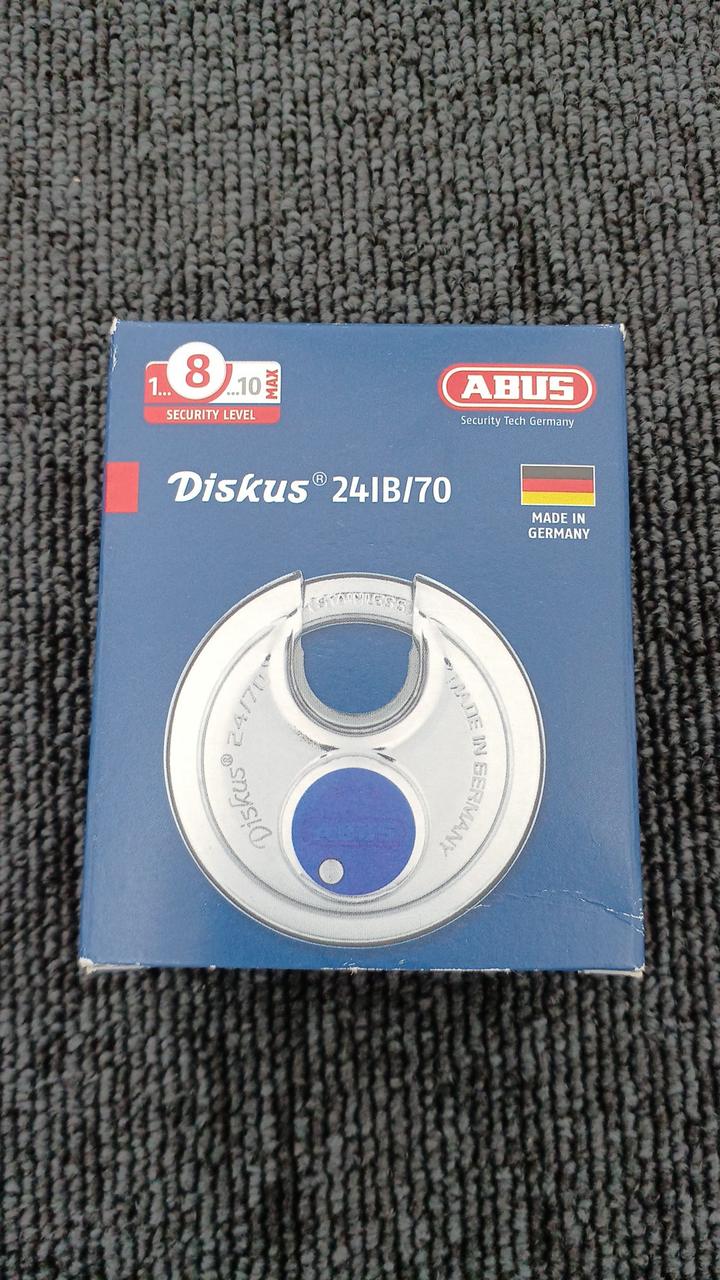 1... 8 ...10 MAX
SECURITY LEVEL
ABUS
Security Tech Germany
Diskus® 24IB/70
MADE IN
GERMANY
STAINLESS
Diskus® 24/70
MADE IN GERMANY
ABUS